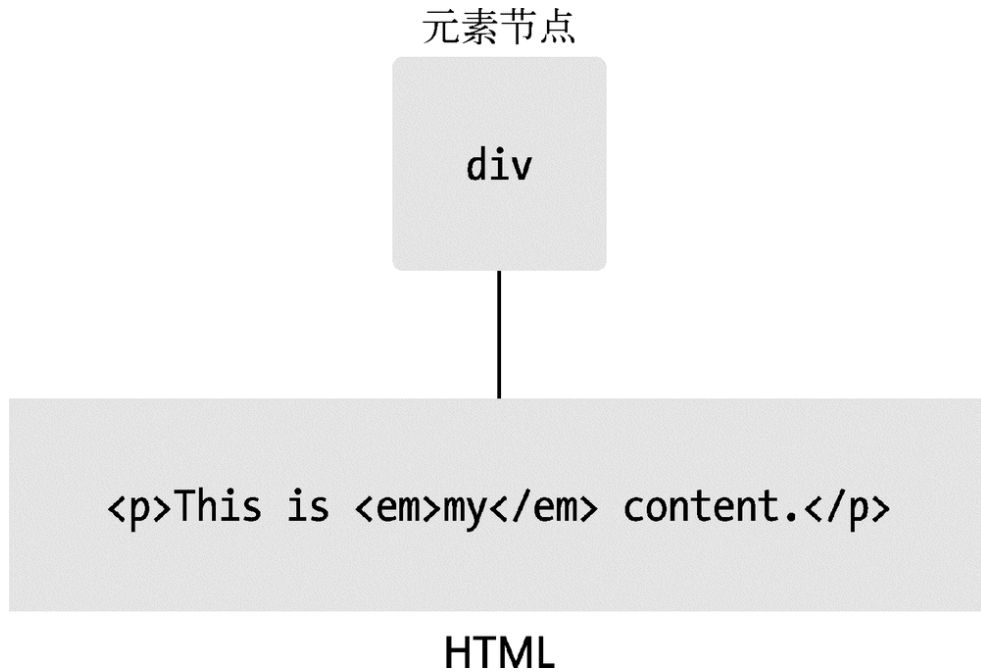 元素节点
div
<p>This is <em>my</em> content.</p>
HTML